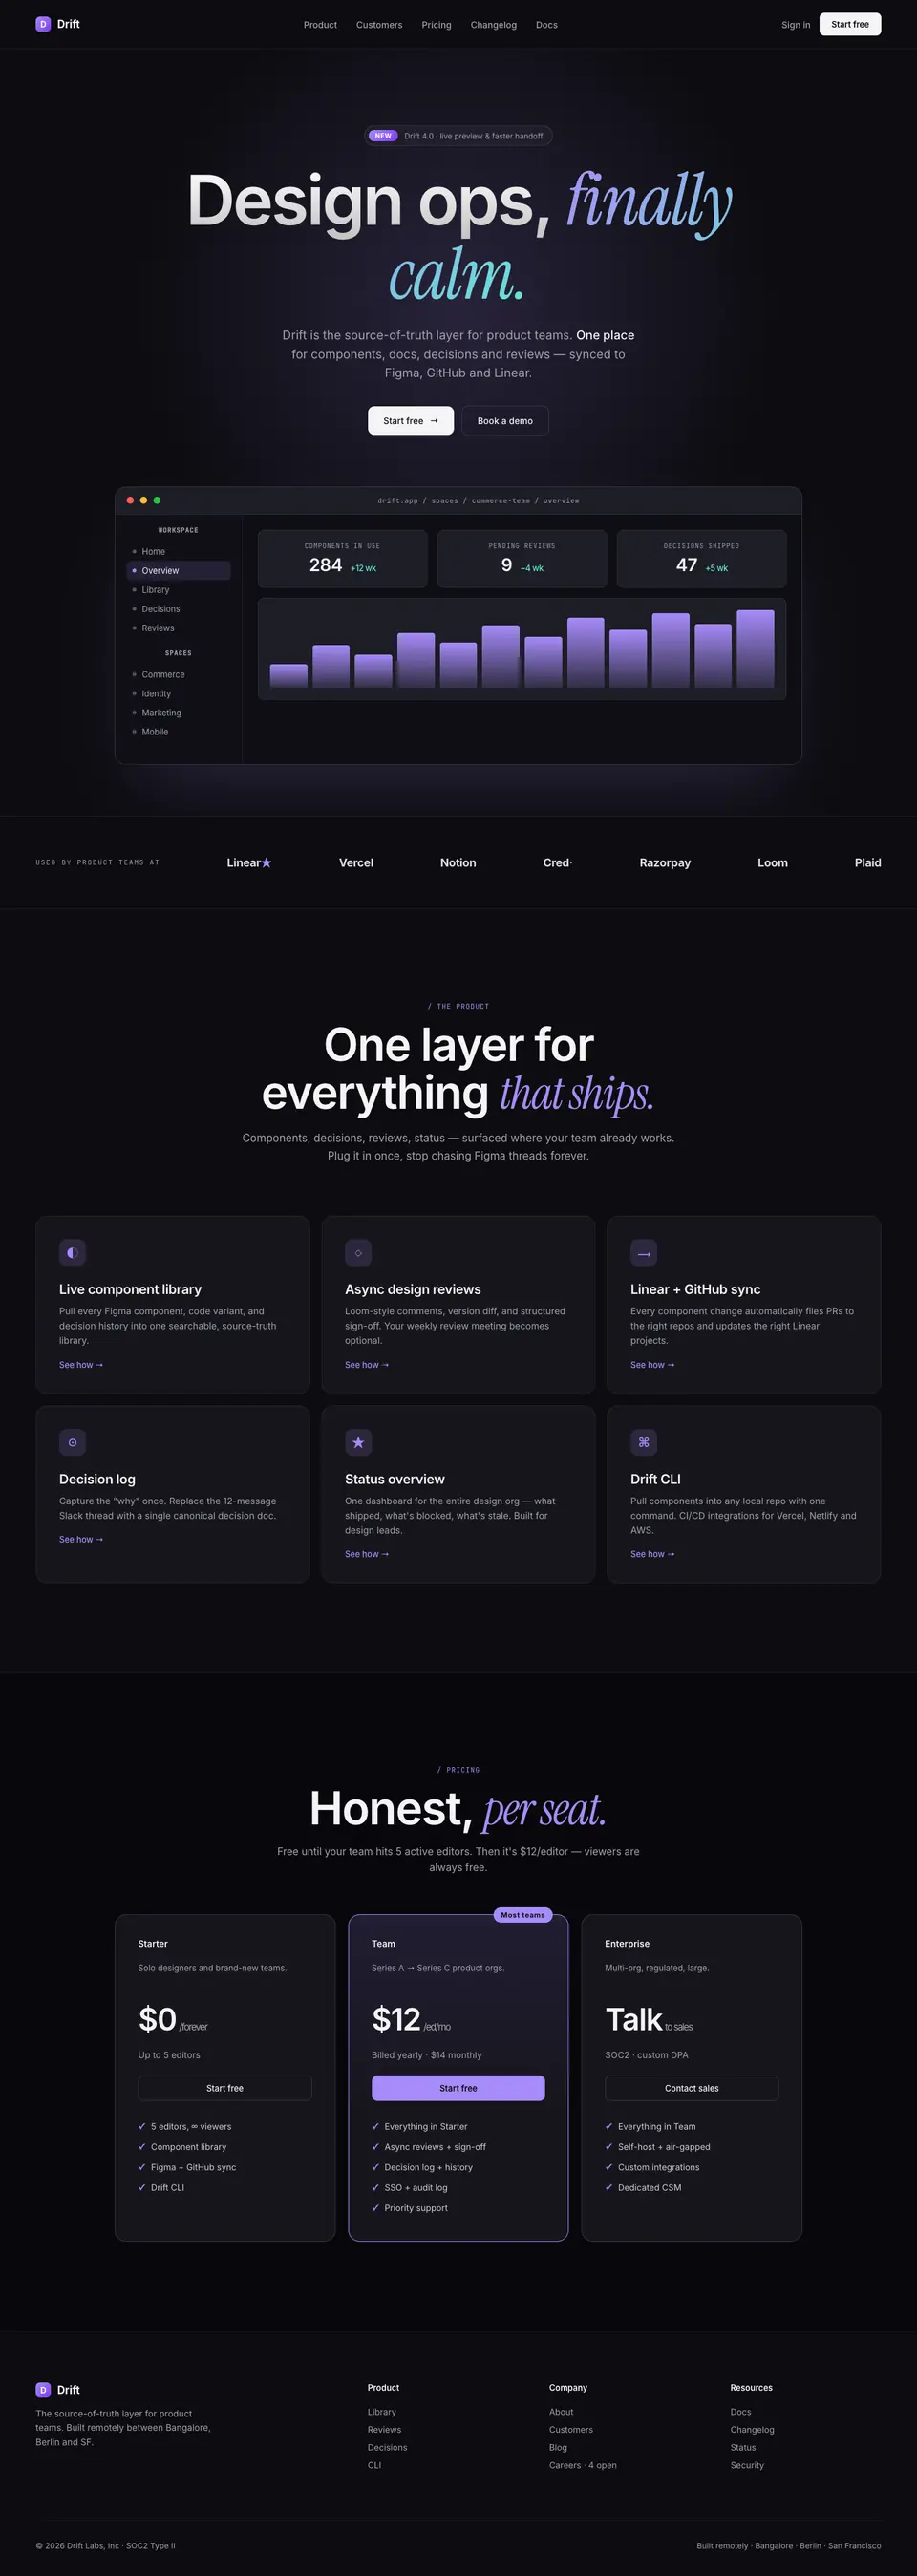 D Drift
Product Customers Pricing Changelog Docs
Sign in Start free
NEW Drift 4.0 · live preview & faster handoff
Design ops, finally
calm.
Drift is the source-of-truth layer for product teams. One place
for components, docs, decisions and reviews — synced to
Figma, GitHub and Linear.
Start free → Book a demo
drift.app / spaces / commerce-team / overview
WORKSPACE
Home
Overview
Library
Decisions
Reviews
SPACES
Commerce
Identity
Marketing
Mobile
COMPONENTS IN USE
284 +12 wk
PENDING REVIEWS
9 −4 wk
DECISIONS SHIPPED
47 +5 wk
USED BY PRODUCT TEAMS AT
Linear★ Vercel Notion Cred· Razorpay Loom Plaid
/ THE PRODUCT
One layer for
everything that ships.
Components, decisions, reviews, status — surfaced where your team already works.
Plug it in once, stop chasing Figma threads forever.
Live component library
Pull every Figma component, code variant, and
decision history into one searchable, source-truth
library.
See how →
Async design reviews
Loom-style comments, version diff, and structured
sign-off. Your weekly review meeting becomes
optional.
See how →
Linear + GitHub sync
Every component change automatically files PRs to
the right repos and updates the right Linear
projects.
See how →
Decision log
Capture the "why" once. Replace the 12-message
Slack thread with a single canonical decision doc.
See how →
Status overview
One dashboard for the entire design org — what
shipped, what's blocked, what's stale. Built for
design leads.
See how →
⌘
Drift CLI
Pull components into any local repo with one
command. CI/CD integrations for Vercel, Netlify and
AWS.
See how →
/ PRICING
Honest, per seat.
Free until your team hits 5 active editors. Then it's $12/editor — viewers are
always free.
Starter
Solo designers and brand-new teams.
$0 /forever
Up to 5 editors
Start free
✓ 5 editors, ∞ viewers
✓ Component library
✓ Figma + GitHub sync
✓ Drift CLI
Most teams
Team
Series A → Series C product orgs.
$12 /ed/mo
Billed yearly · $14 monthly
Start free
✓ Everything in Starter
✓ Async reviews + sign-off
✓ Decision log + history
✓ SSO + audit log
✓ Priority support
Enterprise
Multi-org, regulated, large.
Talk to sales
SOC2 · custom DPA
Contact sales
✓ Everything in Team
✓ Self-host + air-gapped
✓ Custom integrations
✓ Dedicated CSM
D Drift
The source-of-truth layer for product
teams. Built remotely between Bangalore,
Berlin and SF.
Product
Library
Reviews
Decisions
CLI
Company
About
Customers
Blog
Careers · 4 open
Resources
Docs
Changelog
Status
Security
© 2026 Drift Labs, Inc · SOC2 Type II
Built remotely · Bangalore · Berlin · San Francisco